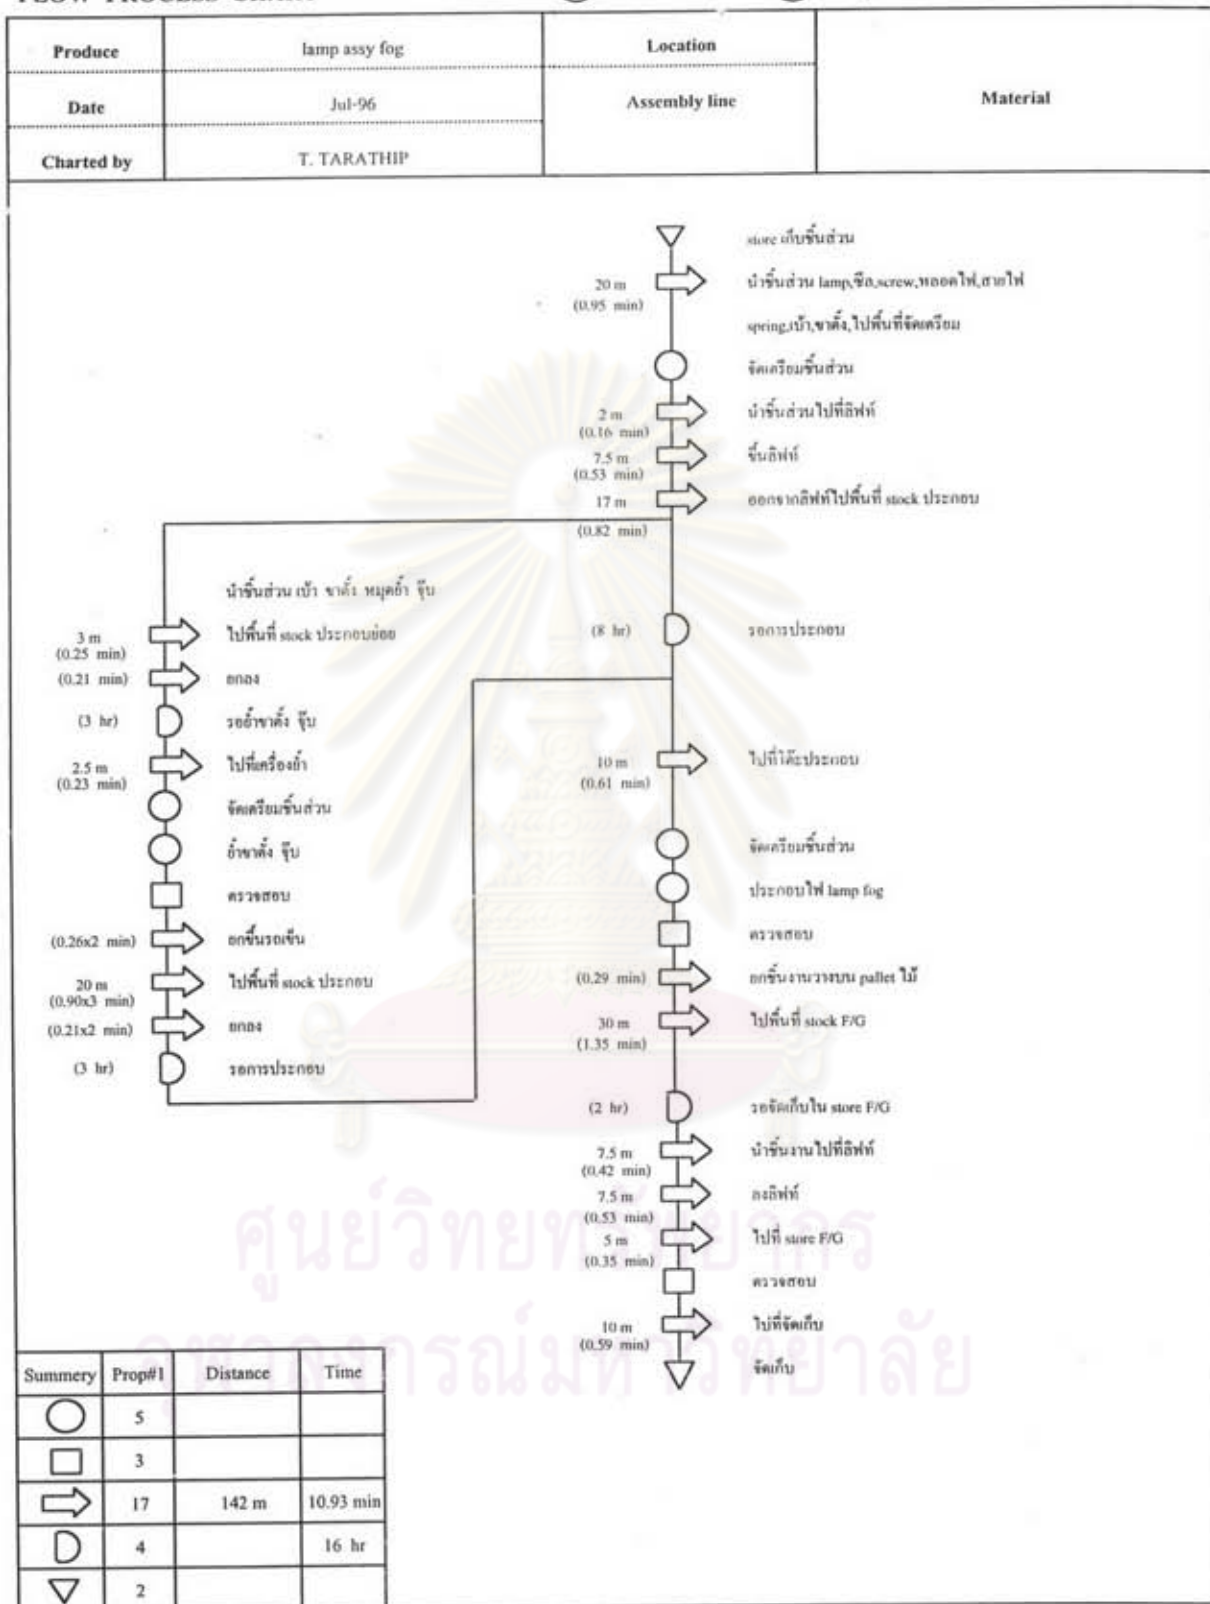 Produce
lamp assy fog
Location
Material
Date
Jul-96
Assembly line
Charted by
T. TARATHIP
store เก็บชิ้นส่วน
20 m
(0.95 min)
นำชิ้นส่วน lamp,ซีล,screw,หลอดไฟ,สายไฟ
spring,เบ้า,ขาตั้ง,ไปพื้นที่จัดเตรียม
จัดเตรียมชิ้นส่วน
2 m
(0.16 min)
นำชิ้นส่วนไปที่ลิฟท์
7.5 m
(0.53 min)
ขึ้นลิฟท์
17 m
(0.82 min)
ออกจากลิฟท์ไปพื้นที่ stock ประกอบ
นำชิ้นส่วน เบ้า ขาตั้ง หมุดย้ำ จุ๊บ
3 m
(0.25 min)
ไปพื้นที่ stock ประกอบย่อย
(0.21 min)
ยกลง
(3 hr)
รอย้ำขาตั้ง จุ๊บ
2.5 m
(0.23 min)
ไปที่เครื่องย้ำ
จัดเตรียมชิ้นส่วน
ย้ำขาตั้ง จุ๊บ
ตรวจสอบ
(0.26x2 min)
ยกขึ้นรถเข็น
20 m
(0.90x3 min)
ไปพื้นที่ stock ประกอบ
(0.21x2 min)
ยกลง
(3 hr)
รอการประกอบ
(8 hr)
รอการประกอบ
10 m
(0.61 min)
ไปที่โต๊ะประกอบ
จัดเตรียมชิ้นส่วน
ประกอบไฟ lamp fog
ตรวจสอบ
(0.29 min)
ยกชิ้นงานวางบน pallet ไม้
30 m
(1.35 min)
ไปพื้นที่ stock F/G
(2 hr)
รอจัดเก็บใน store F/G
7.5 m
(0.42 min)
นำชิ้นงานไปที่ลิฟท์
7.5 m
(0.53 min)
ลงลิฟท์
5 m
(0.35 min)
ไปที่ store F/G
ตรวจสอบ
10 m
(0.59 min)
ไปที่จัดเก็บ
จัดเก็บ
ศูนย์วิทยทรัพยากร
จุฬาลงกรณ์มหาวิทยาลัย
Summery Prop#1 Distance Time
5
3
17 142 m 10.93 min
4 16 hr
2